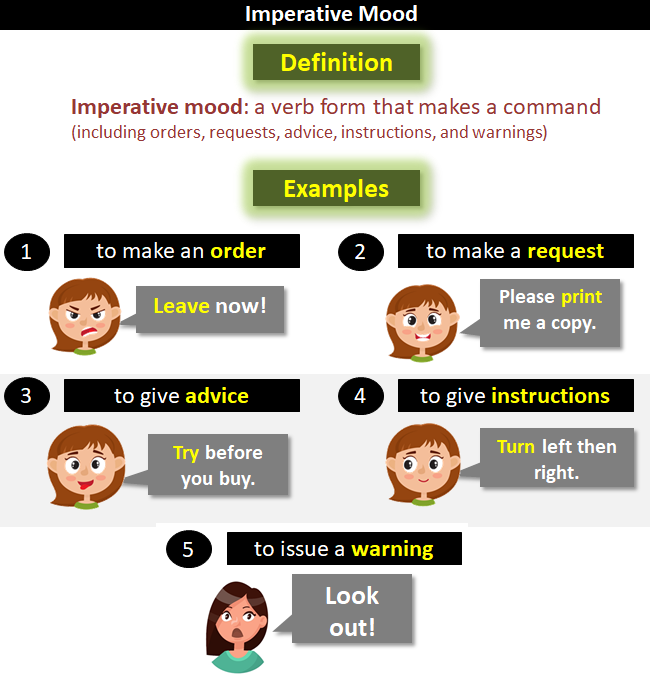 Imperative Mood
Definition
Imperative mood: a verb form that makes a command
(including orders, requests, advice, instructions, and warnings)
Examples
1
to make an order
Leave now!
2
to make a request
Please print
me a copy.
3
to give advice
Try before
you buy.
4
to give instructions
Turn left then
right.
5
to issue a warning
Look
out!